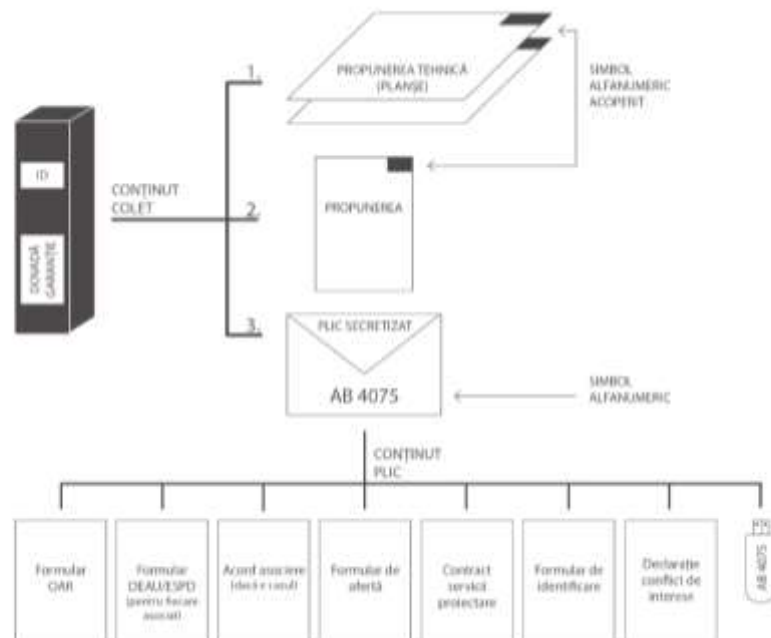 1.
PROPUNEREA TEHNICĂ
(PLANȘE)
SIMBOL
ALFANUMERIC
ACOPERIT
ID
DOVADĂ
GARANȚIE
CONȚINUT
COLET
2.
PROPUNEREA
3.
PLIC SECRETIZAT
AB 4075
SIMBOL
ALFANUMERIC
CONȚINUT
PLIC
Formular
OAR
Formular
DEAU/ESPD
(pentru fiecare
asociat)
Acord asociere
(dacă e cazul)
Formular de
ofertă
Contract
servicii
proiectare
Formular de
identificare
Declarație
conflict de
interese
AB 4075